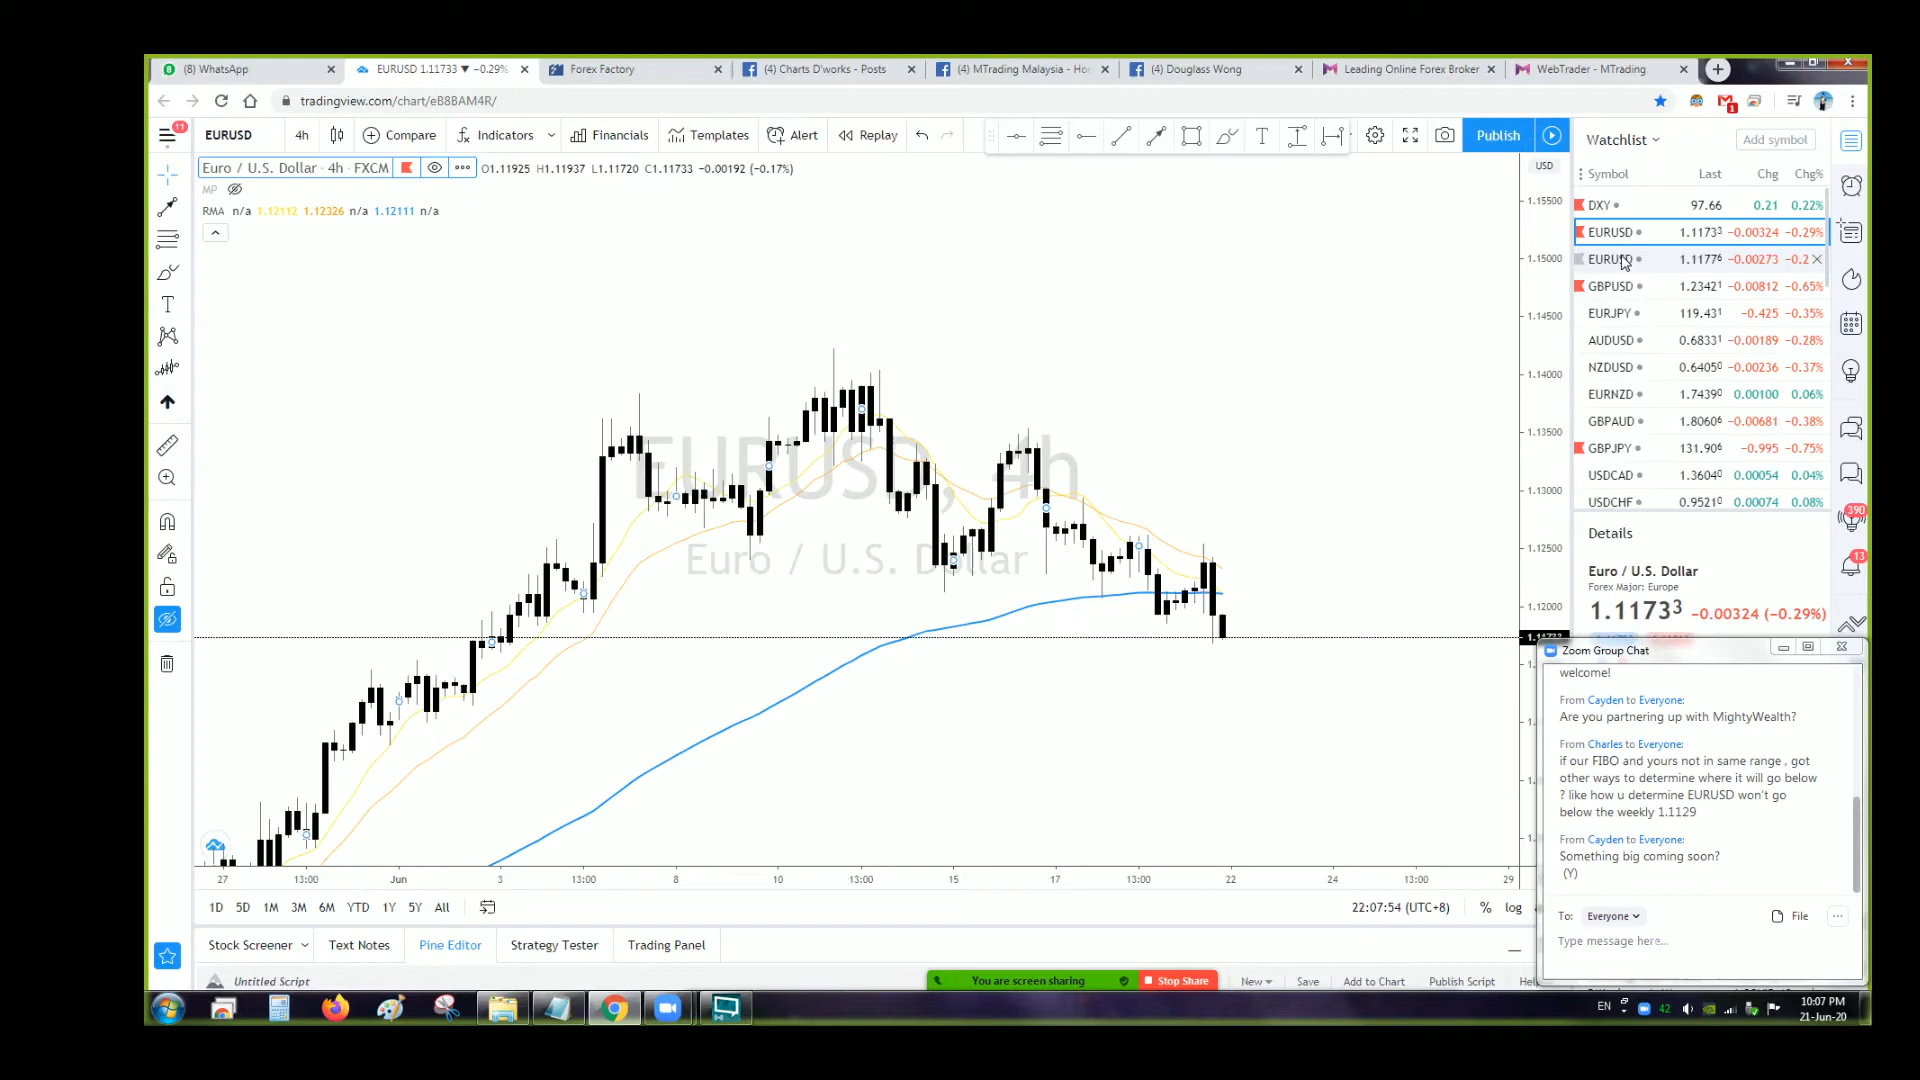 (8) WhatsApp
EURUSD 1.11733 ▼ −0.29%
Forex Factory
(4) Charts D'works - Posts
(4) MTrading Malaysia - Hor
(4) Douglass Wong
Leading Online Forex Broker
WebTrader - MTrading
tradingview.com/chart/eB8BAM4R/
11
EURUSD
4h
Compare
Indicators
Financials
Templates
Alert
Replay
Publish
Euro / U.S. Dollar · 4h · FXCM
O1.11925 H1.11937 L1.11720 C1.11733 −0.00192 (−0.17%)
MP
RMA n/a 1.12112 1.12326 n/a 1.12111 n/a
EURUSD, 4h
Euro / U.S. Dollar
USD
1.15500
1.15000
1.14500
1.14000
1.13500
1.13000
1.12500
1.12000
27
13:00
Jun
3
13:00
8
10
13:00
15
17
13:00
22
24
13:00
29
1D 5D 1M 3M 6M YTD 1Y 5Y All
22:07:54 (UTC+8)
% log
Stock Screener
Text Notes
Pine Editor
Strategy Tester
Trading Panel
Untitled Script
You are screen sharing
Stop Share
New
Save
Add to Chart
Publish Script
Watchlist
Add symbol
Symbol Last Chg Chg%
DXY 97.66 0.21 0.22%
EURUSD 1.11733 −0.00324 −0.29%
EURUSD 1.11776 −0.00273 −0.2
GBPUSD 1.23421 −0.00812 −0.65%
EURJPY 119.431 −0.425 −0.35%
AUDUSD 0.68331 −0.00189 −0.28%
NZDUSD 0.64050 −0.00236 −0.37%
EURNZD 1.74390 0.00100 0.06%
GBPAUD 1.80606 −0.00681 −0.38%
GBPJPY 131.906 −0.995 −0.75%
USDCAD 1.36040 0.00054 0.04%
USDCHF 0.95210 0.00074 0.08%
Details
Euro / U.S. Dollar
Forex Major: Europe
1.11733 −0.00324 (−0.29%)
390
13
Zoom Group Chat
welcome!
From Cayden to Everyone:
Are you partnering up with MightyWealth?
From Charles to Everyone:
if our FIBO and yours not in same range , got
other ways to determine where it will go below
? like how u determine EURUSD won't go
below the weekly 1.1129
From Cayden to Everyone:
Something big coming soon?
(Y)
To: Everyone
File
Type message here...
EN
42
10:07 PM
21-Jun-20